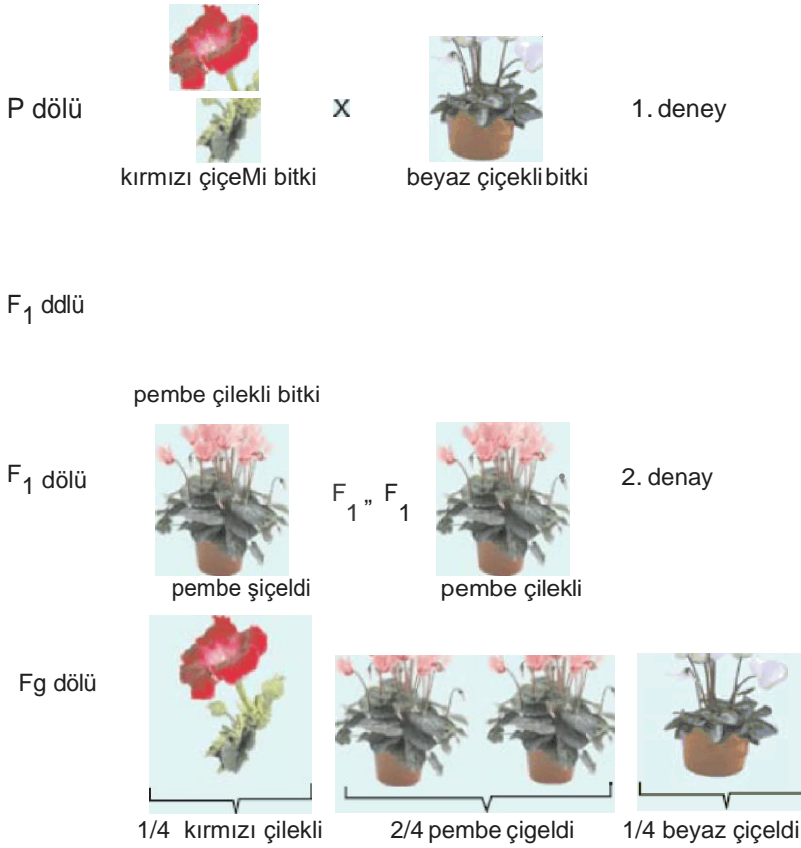 P dölü x 1. deney
kırmızı çiçeMi bitki beyaz çiçekli bitki
F1 ddlü
pembe çilekli bitki
F1 dölü F1 „ F1 2. denay
pembe şiçeldi pembe çilekli
Fg dölü
1/4 kırmızı çilekli 2/4 pembe çigeldi 1/4 beyaz çiçeldi